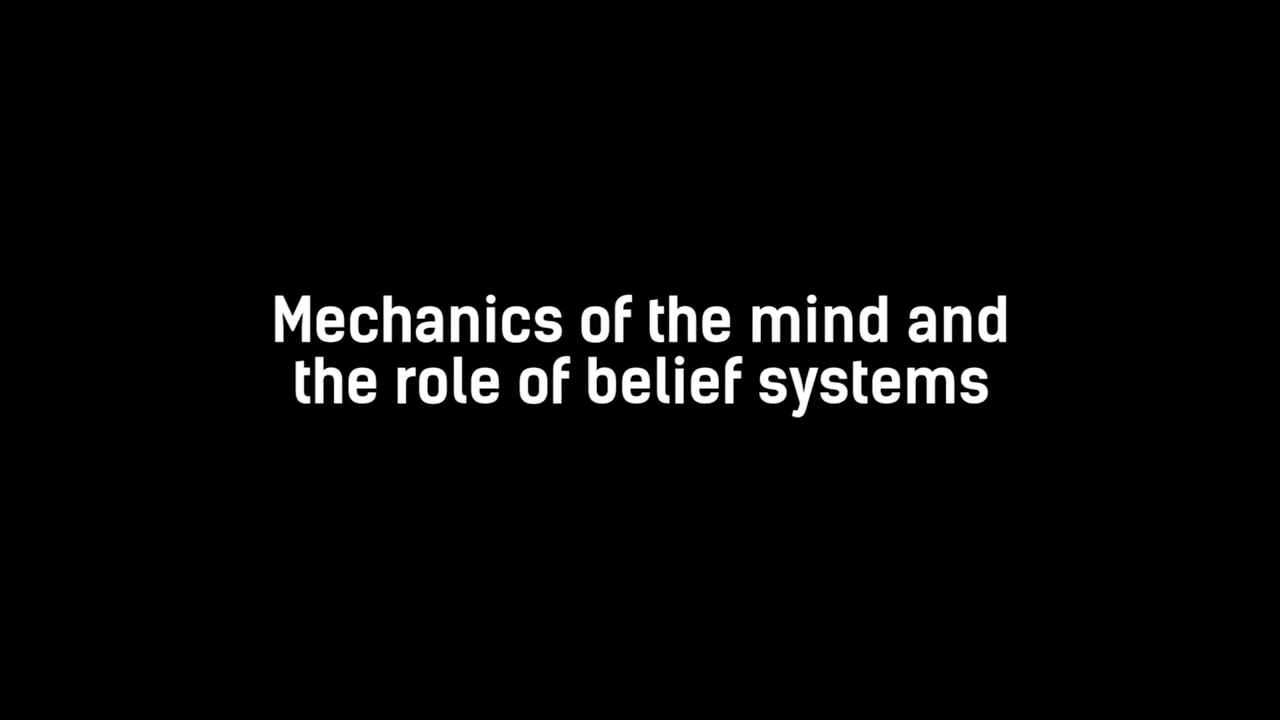 Mechanics of the mind and
the role of belief systems